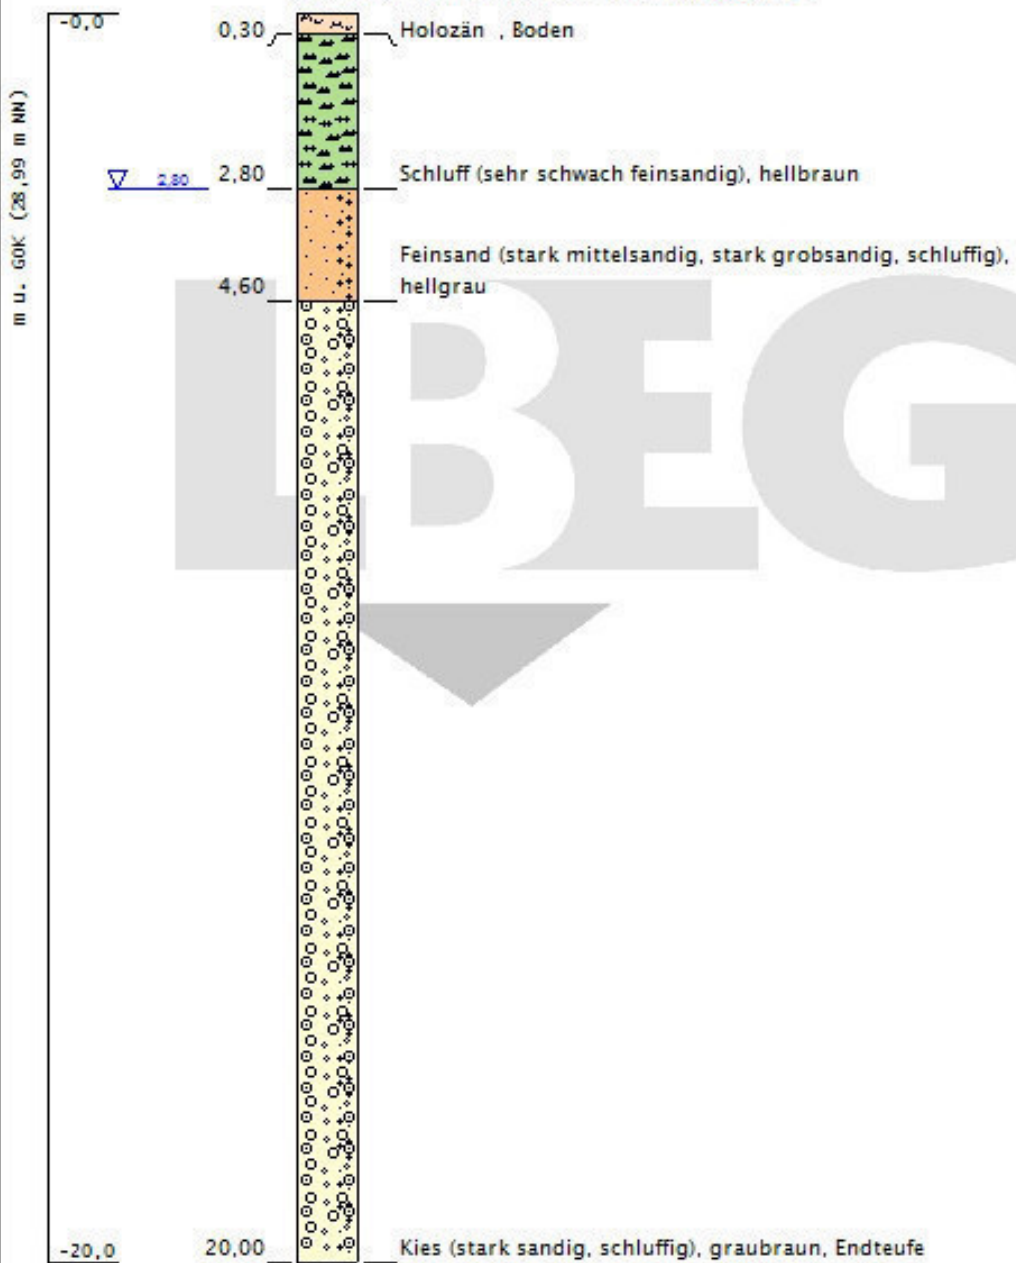 -0,0
0,30
Holozän , Boden
m u. GOK (28,99 m NN)
2,80
2,80
Schluff (sehr schwach feinsandig), hellbraun
Feinsand (stark mittelsandig, stark grobsandig, schluffig),
4,60
hellgrau
LBEG
-20,0
20,00
Kies (stark sandig, schluffig), graubraun, Endteufe